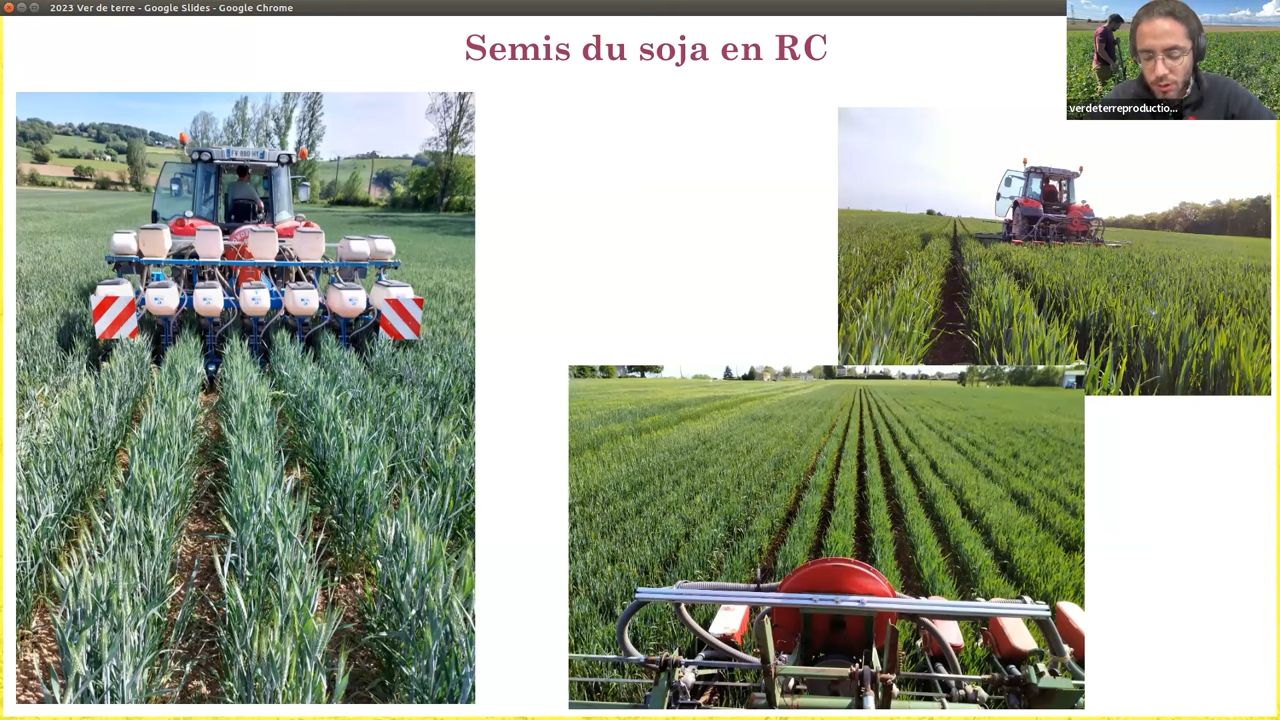 2023 Ver de terre - Google Slides - Google Chrome
Semis du soja en RC
verdeterreproductio...